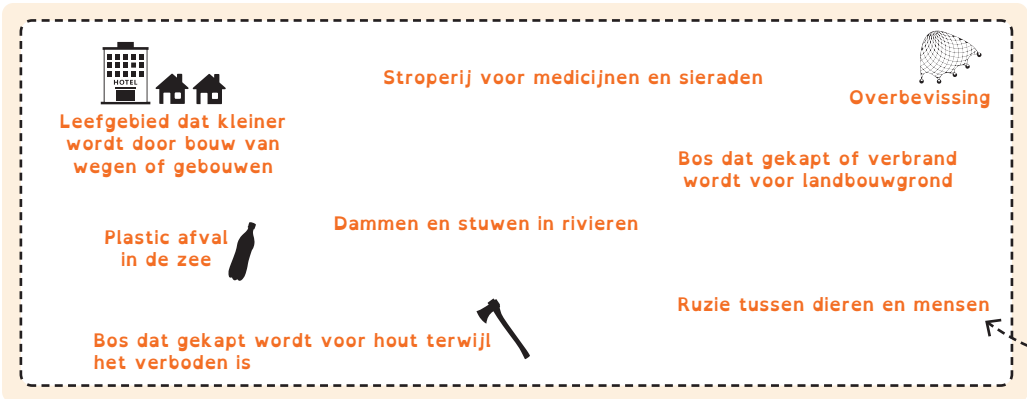 HOTEL
Leefgebied dat kleiner
wordt door bouw van
wegen of gebouwen
Stroperij voor medicijnen en sieraden
Overbevissing
Bos dat gekapt of verbrand
wordt voor landbouwgrond
Dammen en stuwen in rivieren
Plastic afval
in de zee
Ruzie tussen dieren en mensen
Bos dat gekapt wordt voor hout terwijl
het verboden is